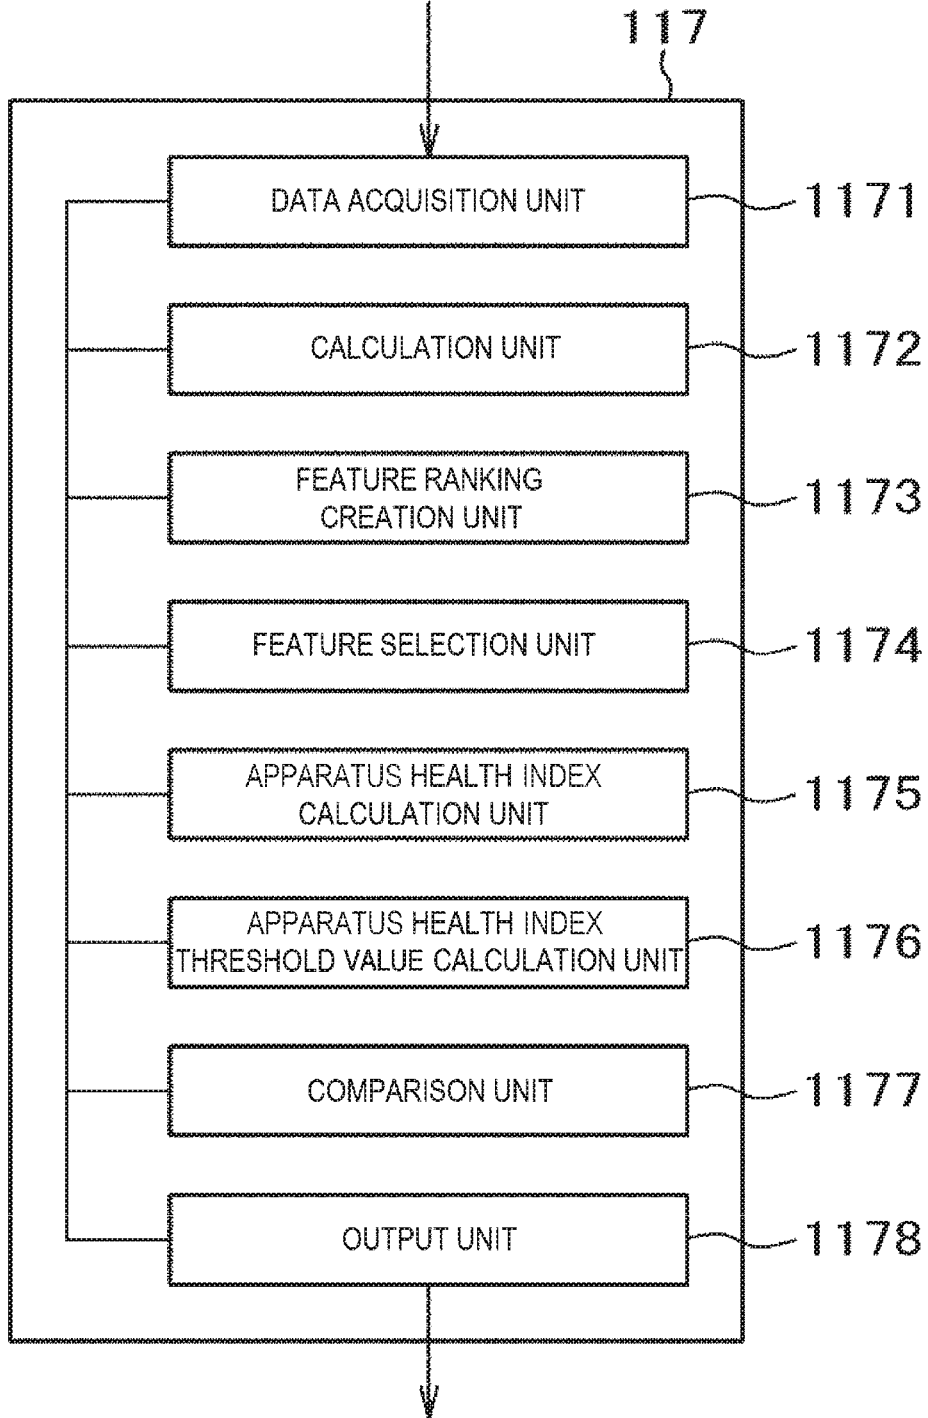 117
DATA ACQUISITION UNIT
1171
CALCULATION UNIT
1172
FEATURE RANKING
CREATION UNIT
1173
FEATURE SELECTION UNIT
1174
APPARATUS HEALTH INDEX
CALCULATION UNIT
1175
APPARATUS HEALTH INDEX
THRESHOLD VALUE CALCULATION UNIT
1176
COMPARISON UNIT
1177
OUTPUT UNIT
1178